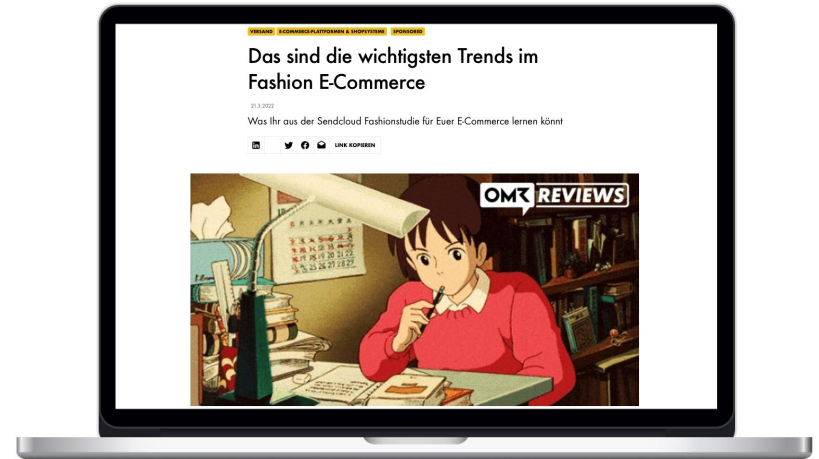 VERSAND E-COMMERCE-PLATTFORMEN & SHOPSYSTEME SPONSORED
Das sind die wichtigsten Trends im
Fashion E-Commerce
21.3.2022
Was Ihr aus der Sendcloud Fashionstudie für Euer E-Commerce lernen könnt
LINK KOPIEREN
OMR REVIEWS